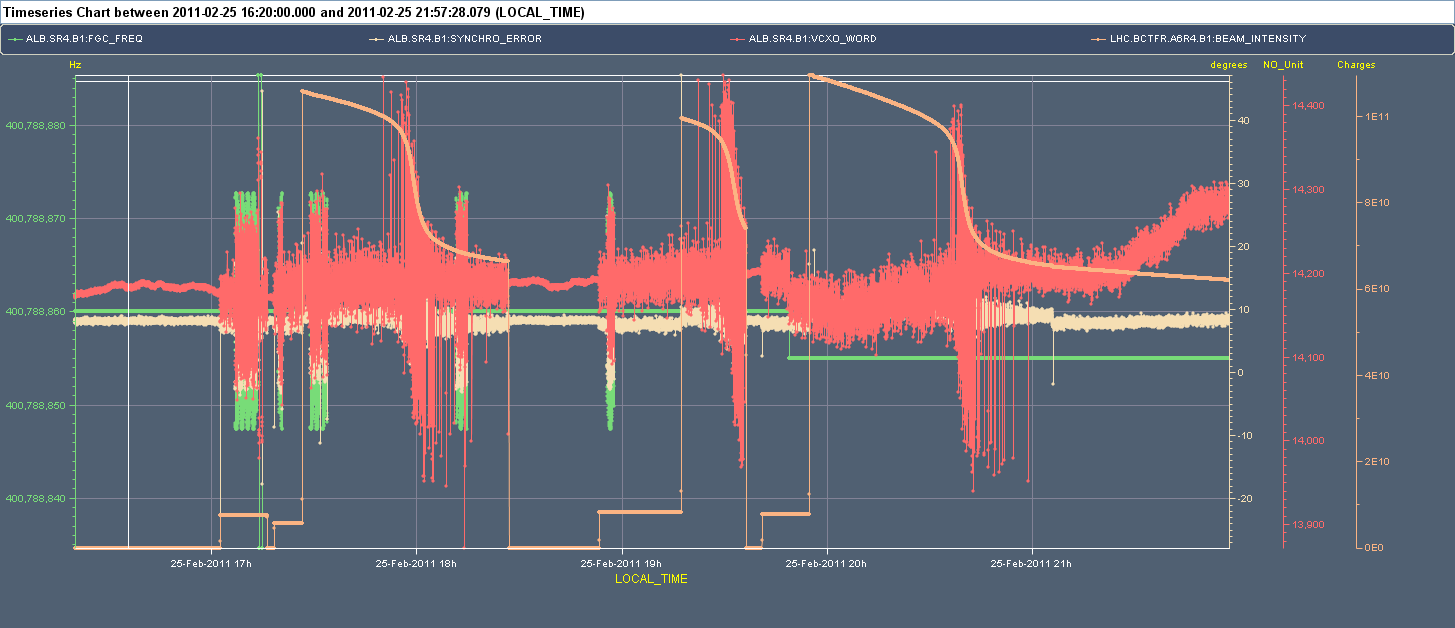 Timeseries Chart between 2011-02-25 16:20:00.000 and 2011-02-25 21:57:28.079 (LOCAL_TIME)
ALB.SR4.B1:FGC_FREQ ALB.SR4.B1:SYNCHRO_ERROR ALB.SR4.B1:VCXO_WORD LHC.BCTFR.A6R4.B1:BEAM_INTENSITY
Hz degrees NO_Unit Charges
400,788,880
400,788,870
400,788,860
400,788,850
400,788,840
40
30
20
10
0
-10
-20
14,400
14,300
14,200
14,100
14,000
13,900
1E11
8E10
6E10
4E10
2E10
0E0
25-Feb-2011 17h 25-Feb-2011 18h 25-Feb-2011 19h 25-Feb-2011 20h 25-Feb-2011 21h
LOCAL_TIME